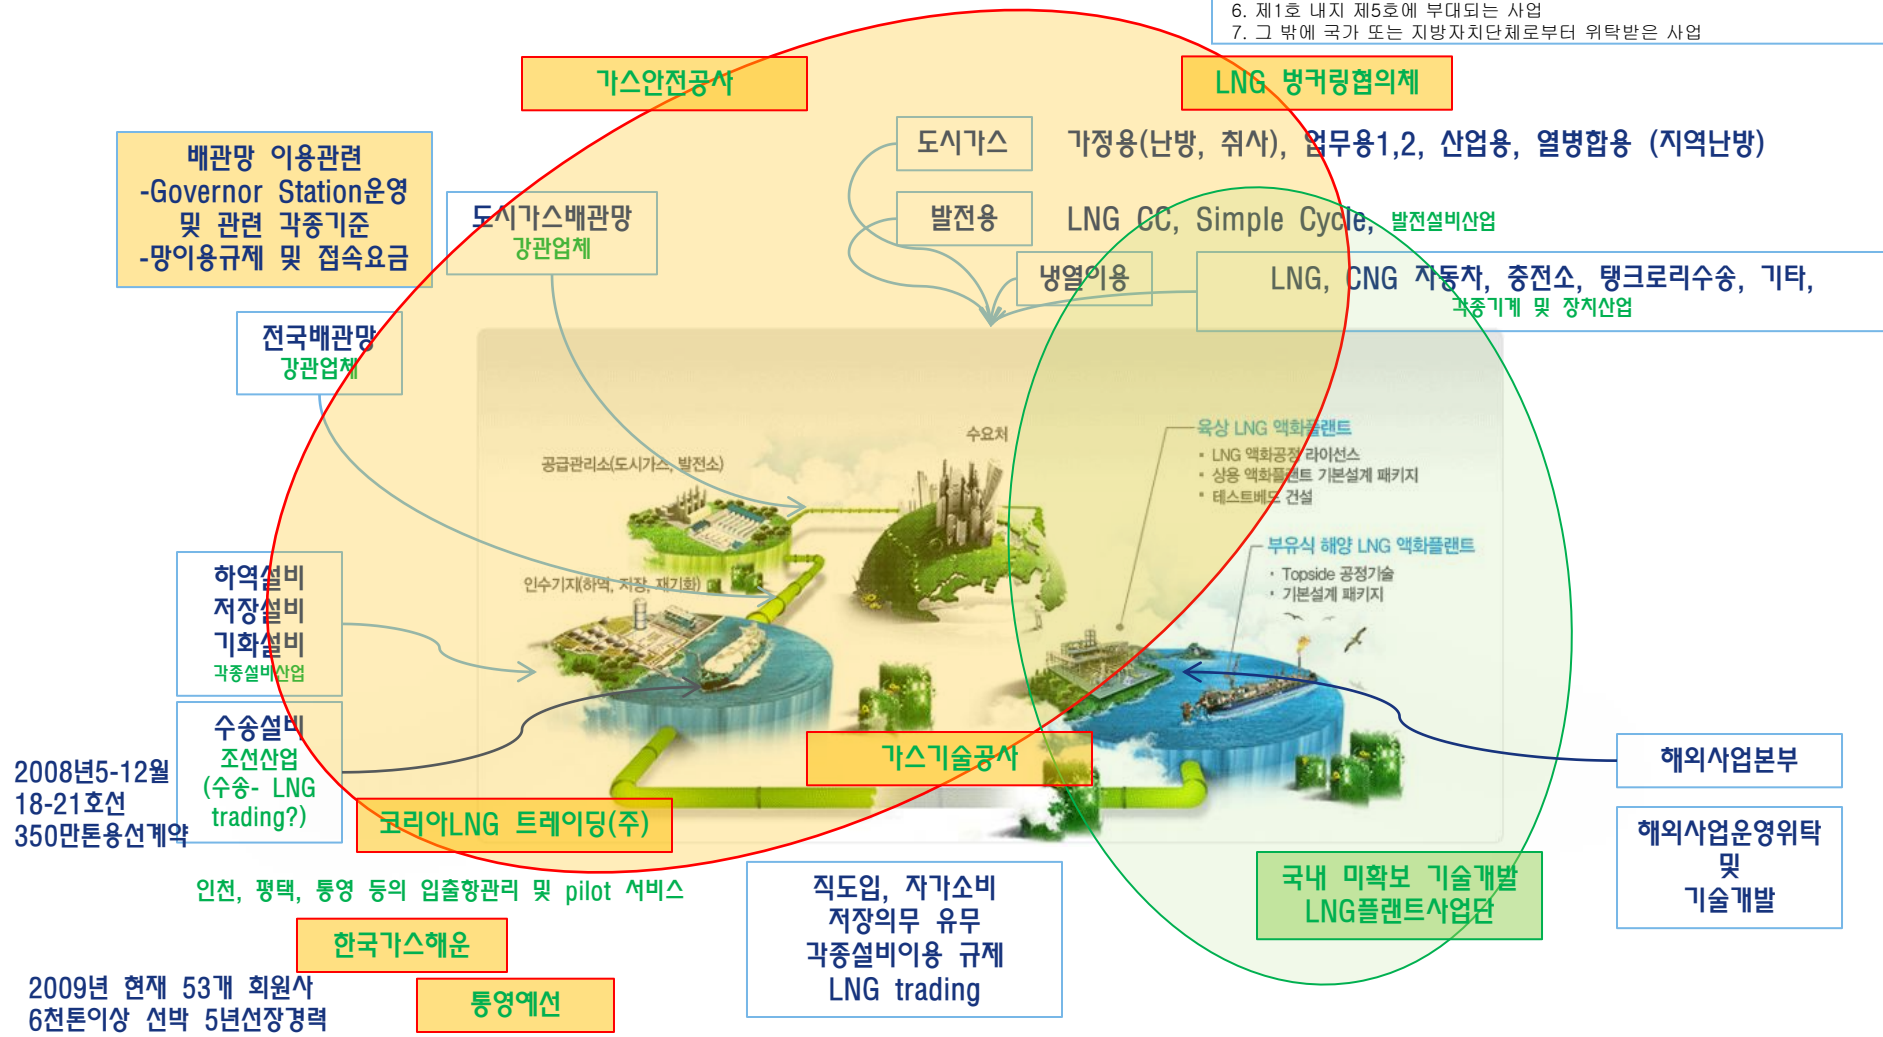 6. 제1호 내지 제5호에 부대되는 사업
7. 그 밖에 국가 또는 지방자치단체로부터 위탁받은 사업
가스안전공사
LNG 벙커링협의체
도시가스
가정용(난방, 취사), 업무용1,2, 산업용, 열병합용 (지역난방)
배관망 이용관련
-Governor Station운영
및 관련 각종기준
-망이용규제 및 접속요금
도시가스배관망
강관업체
발전용
LNG CC, Simple Cycle, 발전설비산업
냉열이용
LNG, CNG 자동차, 충전소, 탱크로리수송, 기타,
각종기계 및 장치산업
전국배관망
강관업체
수요처
공급관리소(도시가스, 발전소)
육상 LNG 액화플랜트
▪ LNG 액화공정 라이선스
▪ 상용 액화플랜트 기본설계 패키지
▪ 테스트베드 건설
부유식 해양 LNG 액화플랜트
▪ Topside 공정기술
▪ 기본설계 패키지
인수기지(하역, 저장, 재기화)
하역설비
저장설비
기화설비
각종설비산업
수송설비
조선산업
(수송- LNG
trading?)
2008년5-12월
18-21호선
350만톤용선계약
가스기술공사
해외사업본부
코리아LNG 트레이딩(주)
해외사업운영위탁
및
기술개발
인천, 평택, 통영 등의 입출항관리 및 pilot 서비스
직도입, 자가소비
저장의무 유무
각종설비이용 규제
LNG trading
국내 미확보 기술개발
LNG플랜트사업단
한국가스해운
2009년 현재 53개 회원사
6천톤이상 선박 5년선장경력
통영예선